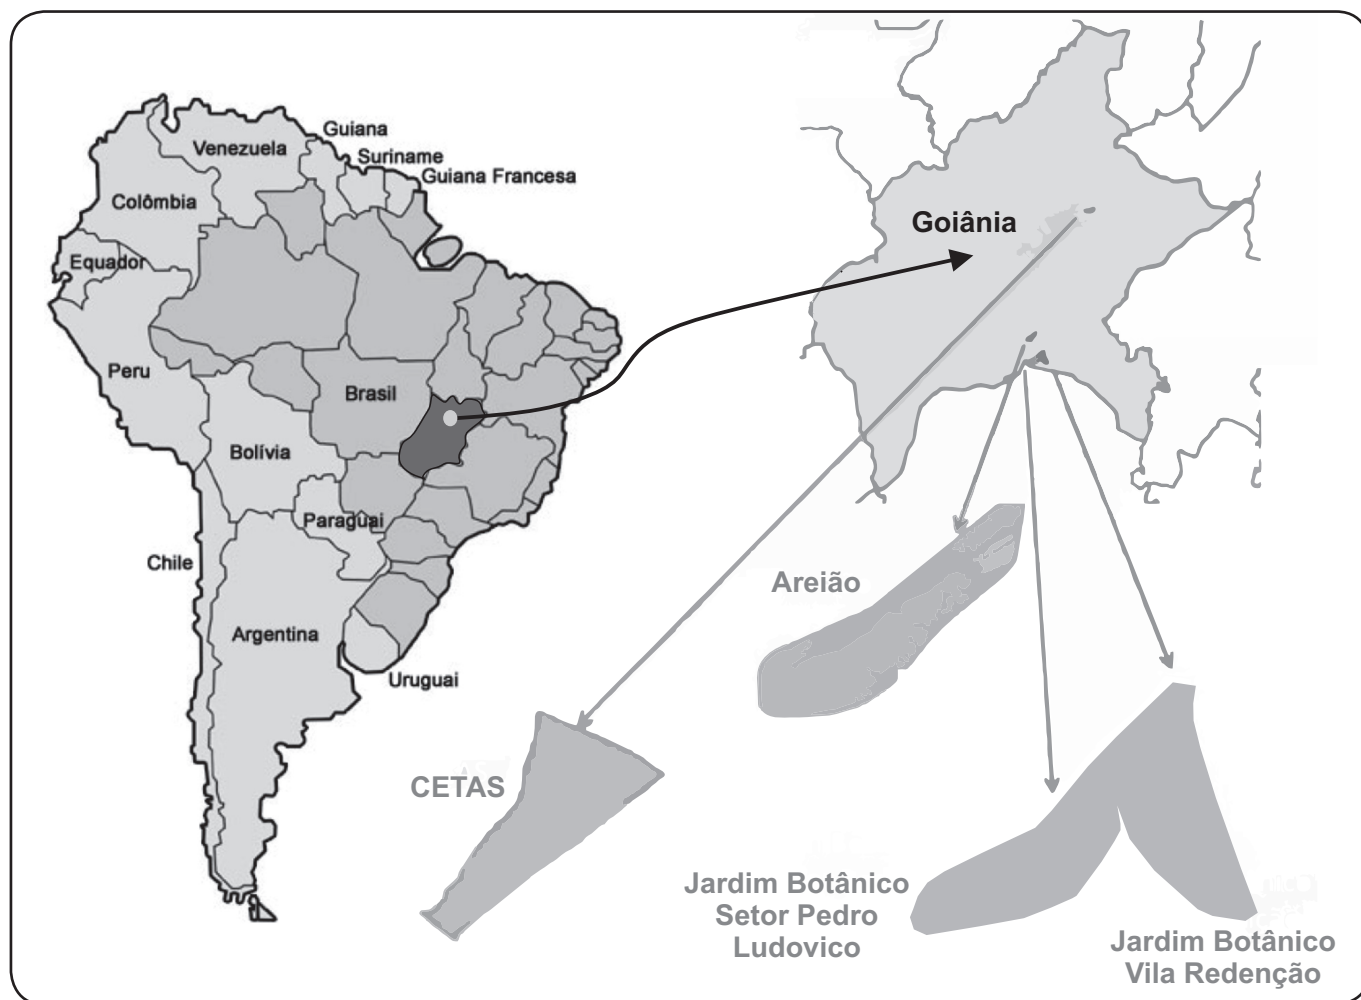 Guiana
Venezuela
Suriname
Guiana Francesa
Colômbia
Goiânia
Equador
Peru
Brasil
Bolívia
Paraguai
Chile
Areião
Argentina
Uruguai
CETAS
Jardim Botânico
Setor Pedro
Ludovico
Jardim Botânico
Vila Redenção